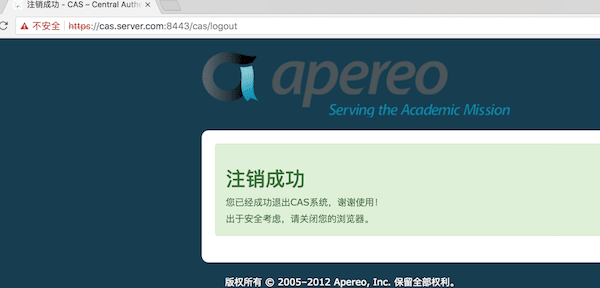 注销成功 - CAS – Central Authe
不安全 https://cas.server.com:8443/cas/logout
apereo
Serving the Academic Mission
注销成功
您已经成功退出CAS系统，谢谢使用！
出于安全考虑，请关闭您的浏览器。
版权所有 © 2005–2012 Apereo, Inc. 保留全部权利。